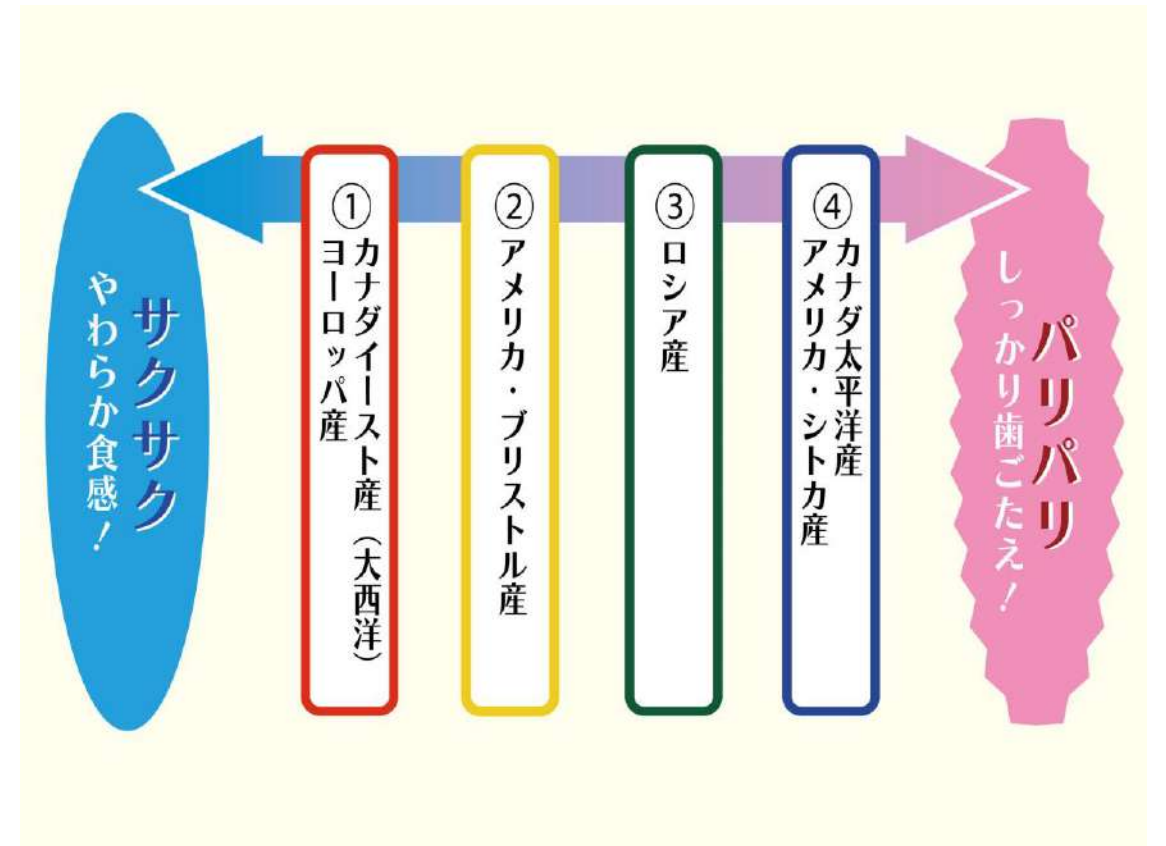 サクサク
やわらか食感！
①
カナダイースト産（大西洋）
ヨーロッパ産
②
アメリカ・ブリストル産
③
ロシア産
④
カナダ太平洋産
アメリカ・シトカ産
パリパリ
しっかり歯ごたえ！